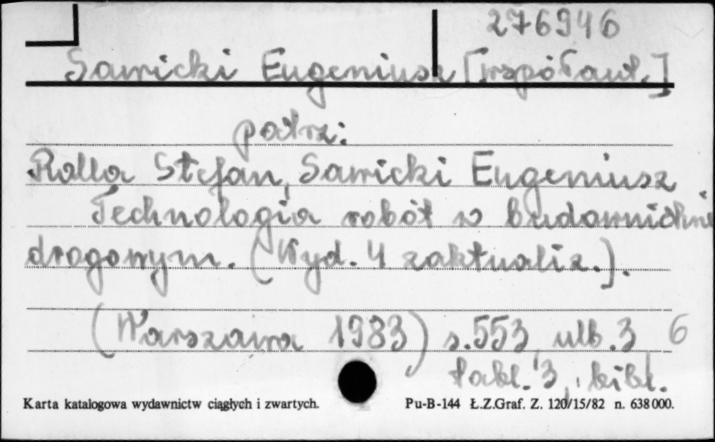 276946
Sawicki Eugeniusz [współaut.]
patrz:
Rolla Stefan, Sawicki Eugeniusz
Technologia robót w budownictwie
drogowym. (Wyd. 4 zaktualiz.).
(Warszawa 1983) s.553, ulb.3 6
tabl. 3, bibl.
Karta katalogowa wydawnictw ciągłych i zwartych. Pu-B-144 Ł.Z.Graf. Z. 120/15/82 n. 638000.